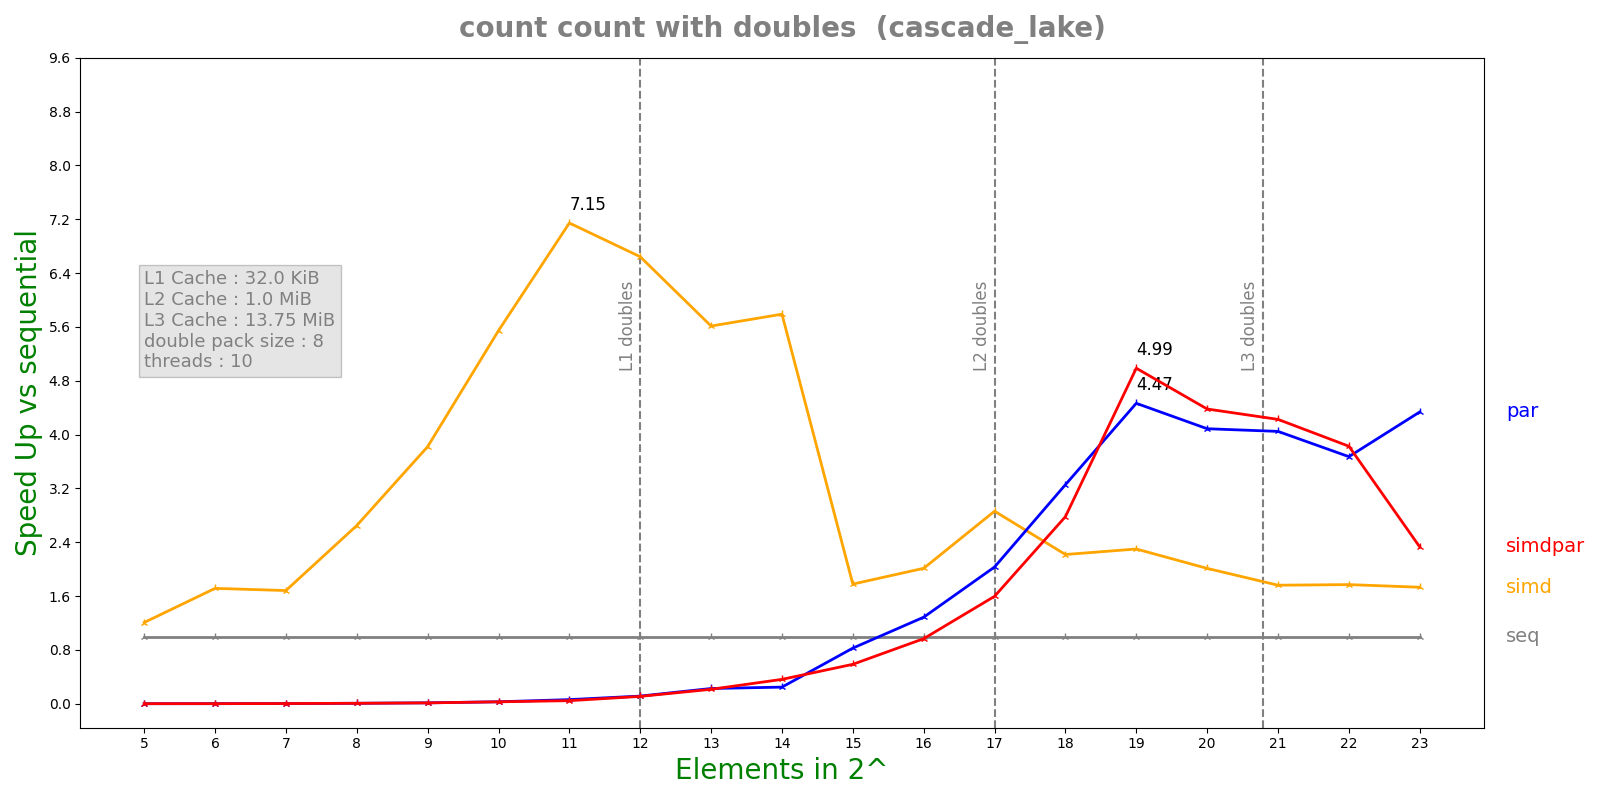 count count with doubles (cascade_lake)
Speed Up vs sequential
9.6
8.8
8.0
7.2
6.4
5.6
4.8
4.0
3.2
2.4
1.6
0.8
0.0
L1 Cache : 32.0 KiB
L2 Cache : 1.0 MiB
L3 Cache : 13.75 MiB
double pack size : 8
threads : 10
7.15
L1 doubles
L2 doubles
L3 doubles
4.99
4.47
par
simdpar
simd
seq
5 6 7 8 9 10 11 12 13 14 15 16 17 18 19 20 21 22 23
Elements in 2^